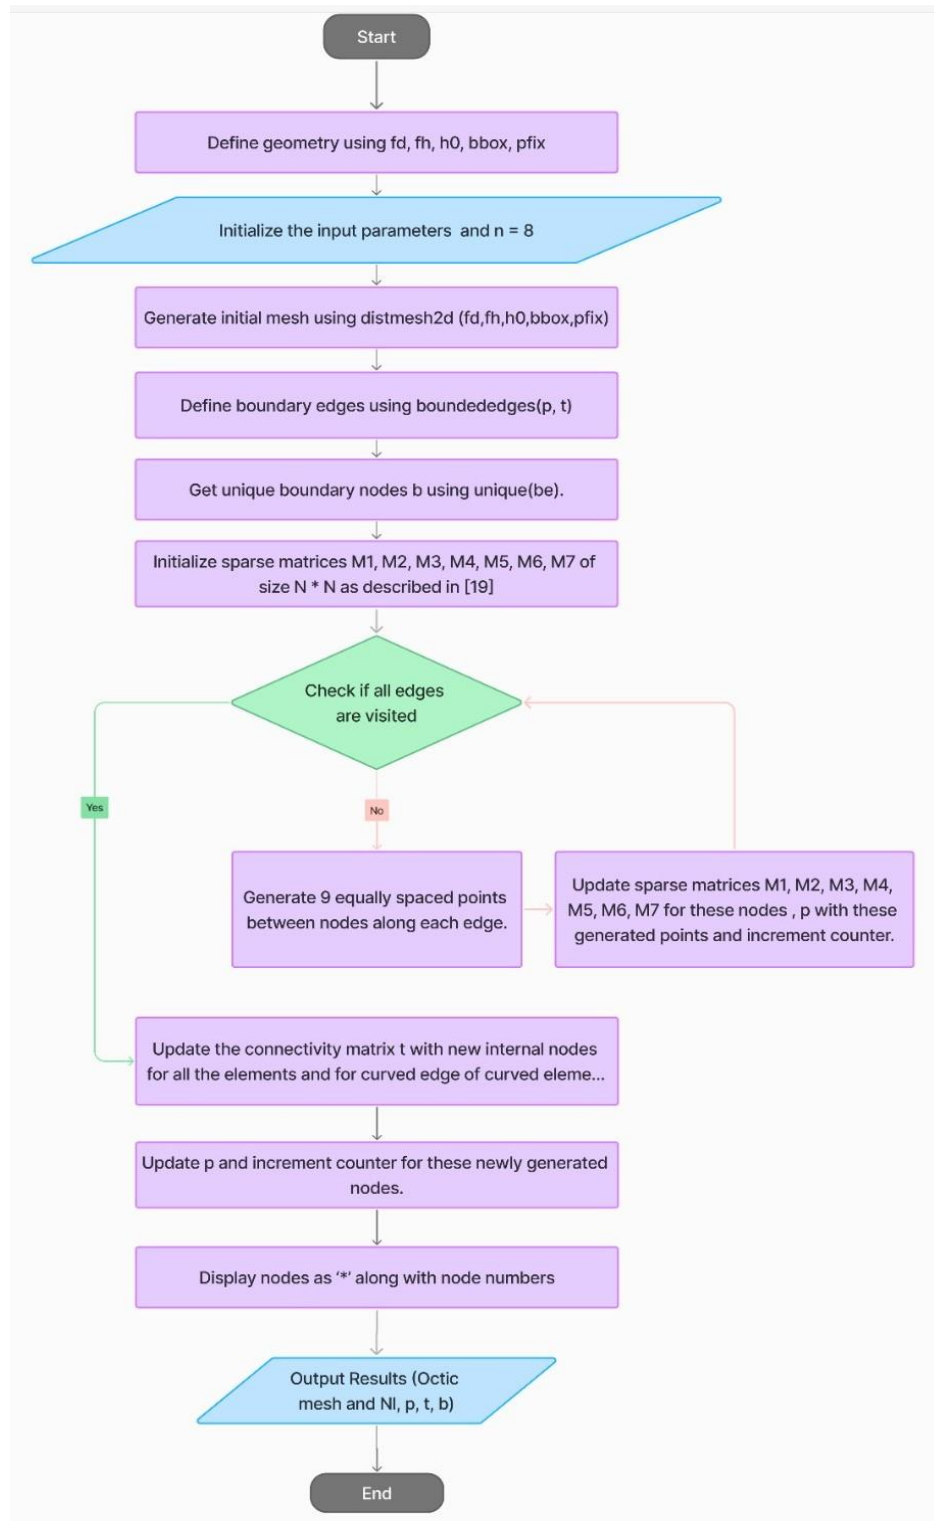 Start
Define geometry using fd, fh, h0, bbox, pfix
Initialize the input parameters and n = 8
Generate initial mesh using distmesh2d (fd,fh,h0,bbox,pfix)
Define boundary edges using boundededges(p, t)
Get unique boundary nodes b using unique(be).
Initialize sparse matrices M1, M2, M3, M4, M5, M6, M7 of
size N * N as described in [19]
Check if all edges
are visited
Yes
No
Generate 9 equally spaced points
between nodes along each edge.
Update sparse matrices M1, M2, M3, M4,
M5, M6, M7 for these nodes , p with these
generated points and increment counter.
Update the connectivity matrix t with new internal nodes
for all the elements and for curved edge of curved eleme...
Update p and increment counter for these newly generated
nodes.
Display nodes as ‘*’ along with node numbers
Output Results (Octic
mesh and NI, p, t, b)
End